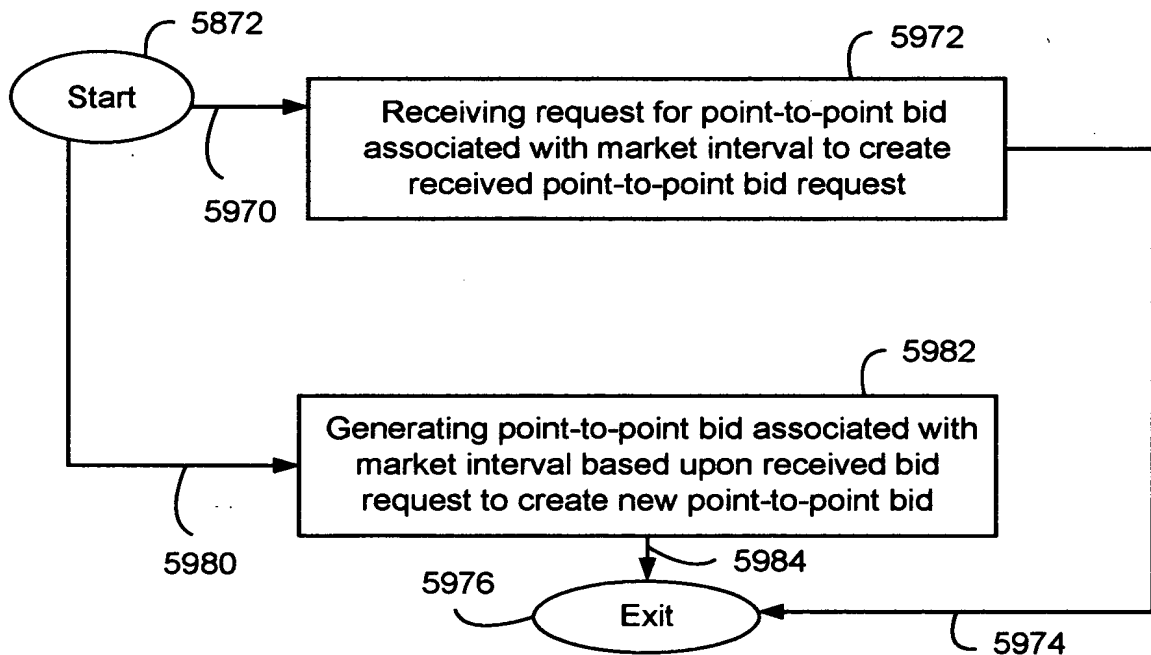 5872
Start
5970
5972
Receiving request for point-to-point bid
associated with market interval to create
received point-to-point bid request
5982
Generating point-to-point bid associated with
market interval based upon received bid
request to create new point-to-point bid
5980
5984
5976
Exit
5974